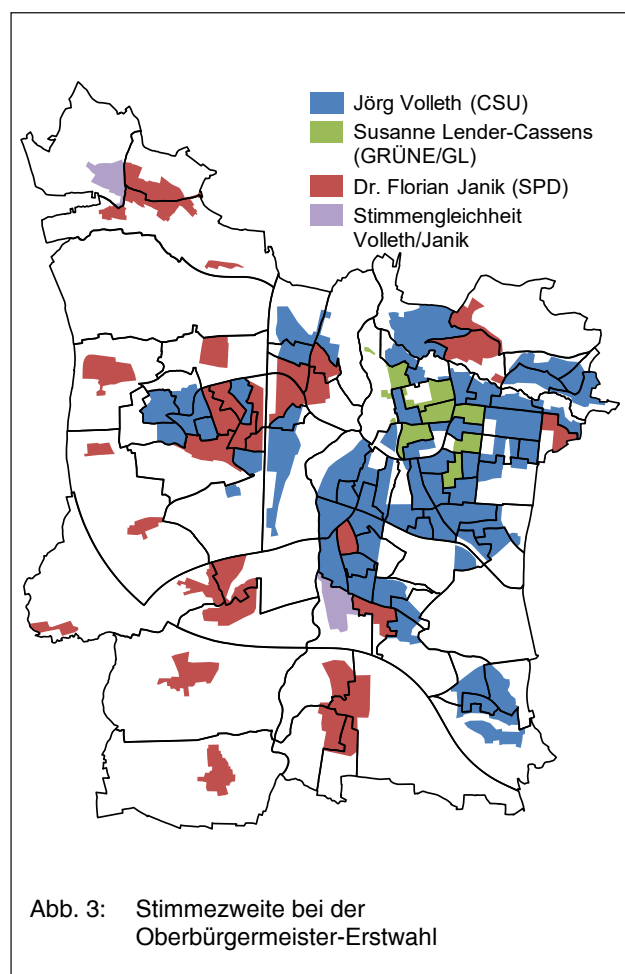 Jörg Volleth (CSU)
Susanne Lender-Cassens
(GRÜNE/GL)
Dr. Florian Janik (SPD)
Stimmengleichheit
Volleth/Janik
Abb. 3: Stimmezweite bei der
Oberbürgermeister-Erstwahl